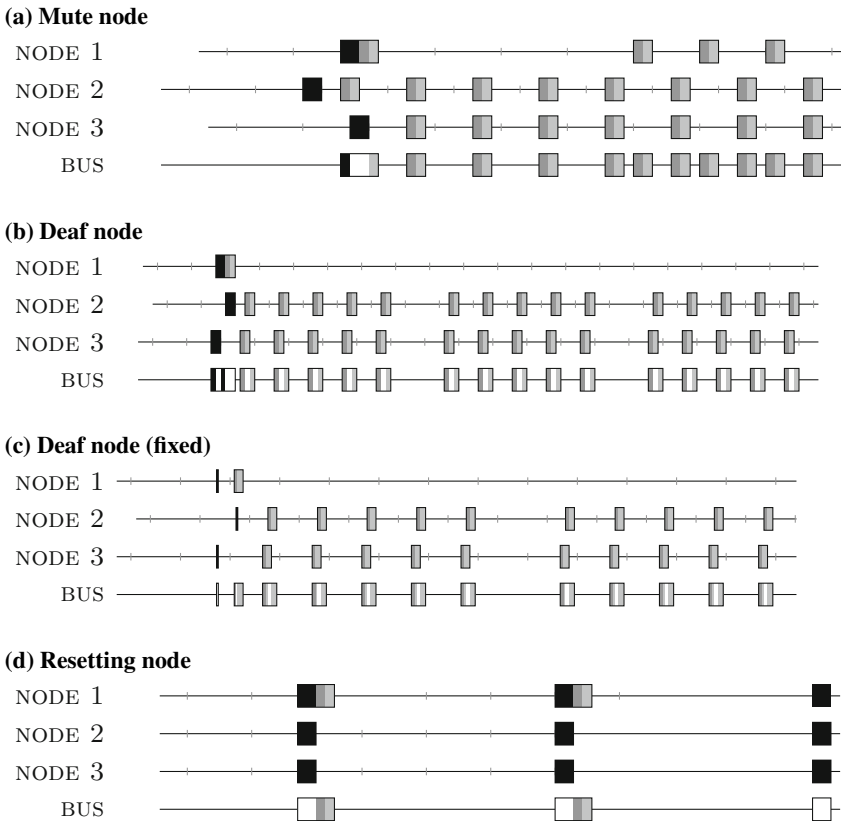 (a) Mute node
NODE 1
NODE 2
NODE 3
BUS
(b) Deaf node
NODE 1
NODE 2
NODE 3
BUS
(c) Deaf node (fixed)
NODE 1
NODE 2
NODE 3
BUS
(d) Resetting node
NODE 1
NODE 2
NODE 3
BUS